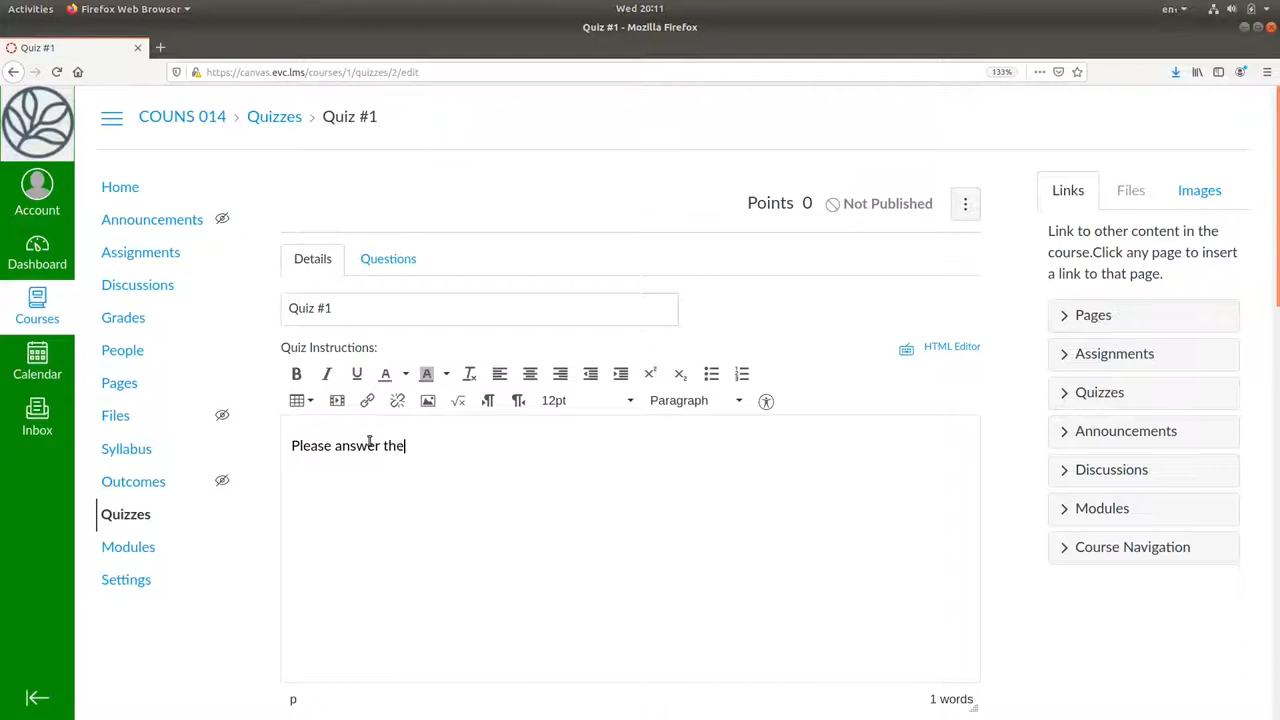 Activities Firefox Web Browser Wed 20:11 en
Quiz #1 - Mozilla Firefox
Quiz #1
https://canvas.evc.lms/courses/1/quizzes/2/edit 133%
COUNS 014 > Quizzes > Quiz #1
Account
Dashboard
Courses
Calendar
Inbox
Home
Announcements
Assignments
Discussions
Grades
People
Pages
Files
Syllabus
Outcomes
Quizzes
Modules
Settings
Points 0 Not Published
Details Questions
Quiz #1
Quiz Instructions: HTML Editor
12pt Paragraph
Please answer the
p 1 words
Links Files Images
Link to other content in the
course.Click any page to insert
a link to that page.
Pages
Assignments
Quizzes
Announcements
Discussions
Modules
Course Navigation